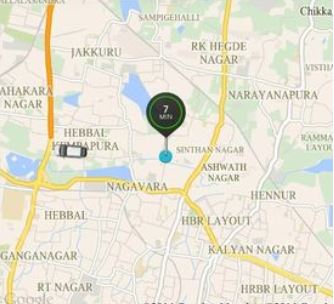 SAMPIGEHALLI
Chikka
JAKKURU
RK HEGDE
NAGAR
AHAKARA
NAGAR
NARAYANAPURA
7
MIN
HEBBAL
KEMPAPURA
SINTHAN NAGAR
RAMMA
LAYOU
ASHWATH
NAGAR
NAGAVARA
HENNUR
HEBBAL
HBR LAYOUT
GANGANAGAR
KALYAN NAGAR
RT NAGAR
HRBR LAYOUT
Google